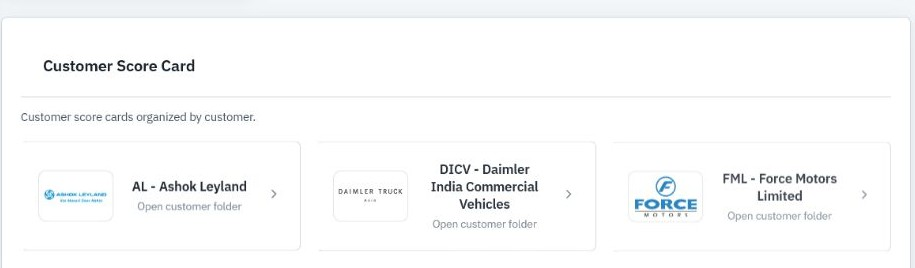 Customer Score Card
Customer score cards organized by customer.
ASHOK LEYLAND
AL - Ashok Leyland
Open customer folder
DAIMLER TRUCK
DICV - Daimler
India Commercial
Vehicles
Open customer folder
FORCE
MOTORS
FML - Force Motors
Limited
Open customer folder